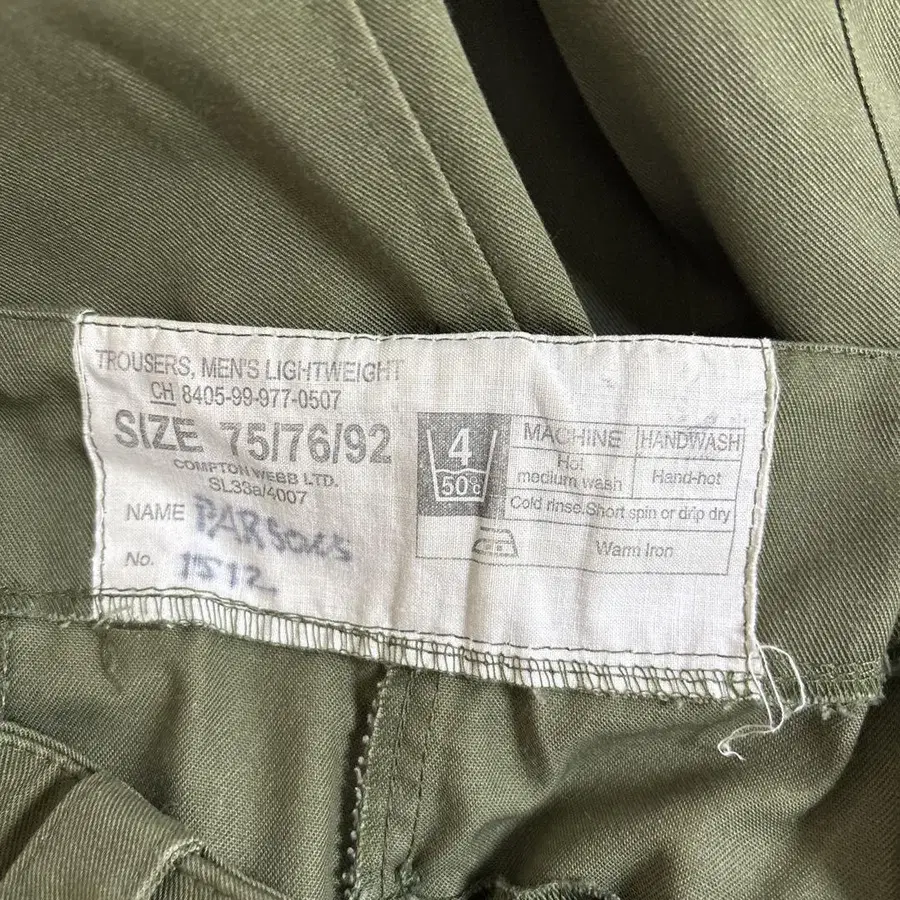 TROUSERS, MEN'S LIGHTWEIGHT
CH 8405-99-977-0507
SIZE 75/76/92
COMPTON WEBB LTD.
SL33a/4007
NAME PARSONS
No. 1512
4
50°c
MACHINE HANDWASH
Hot medium wash Hand-hot
Cold rinse. Short spin or drip dry
Warm Iron